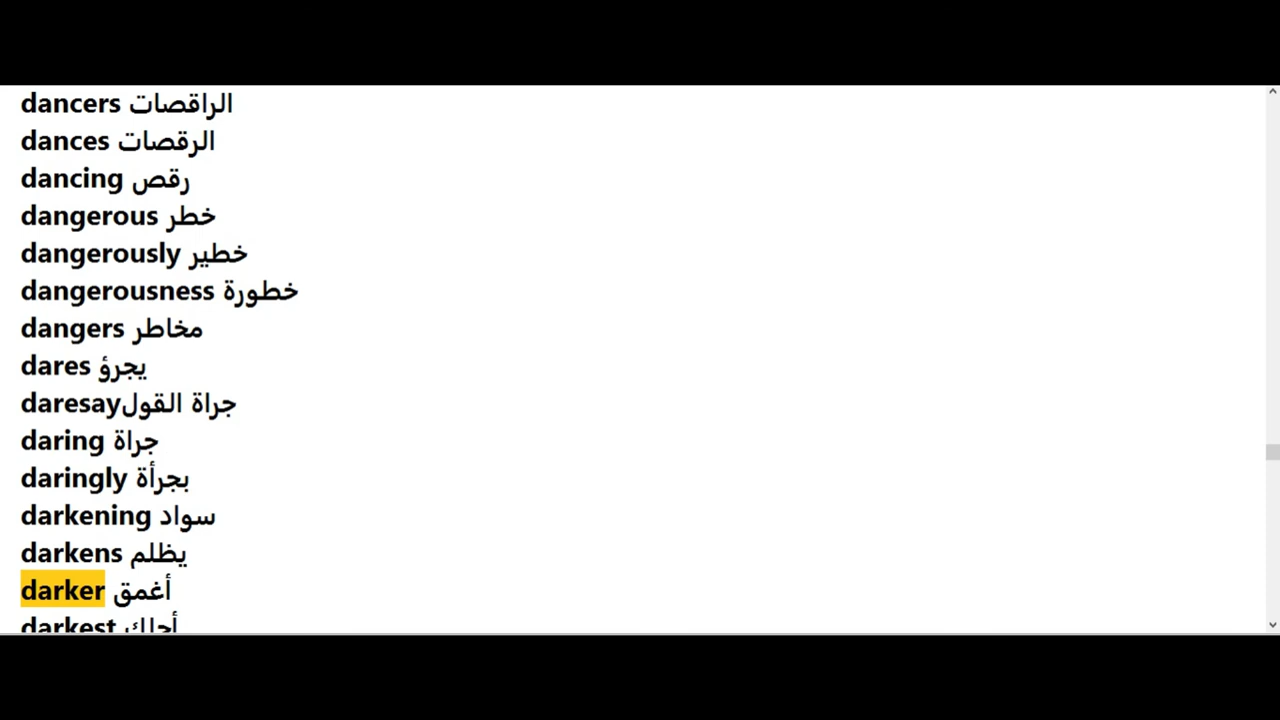 dancers الراقصات
dances الرقصات
dancing رقص
dangerous خطر
dangerously خطير
dangerousness خطورة
dangers مخاطر
dares يجرؤ
daresayجراة القول
daring جراة
daringly بجرأة
darkening سواد
darkens يظلم
darker أغمق
darkest أحلك